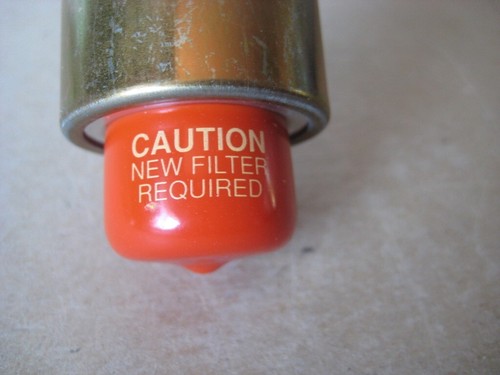 CAUTION
NEW FILTER
REQUIRED